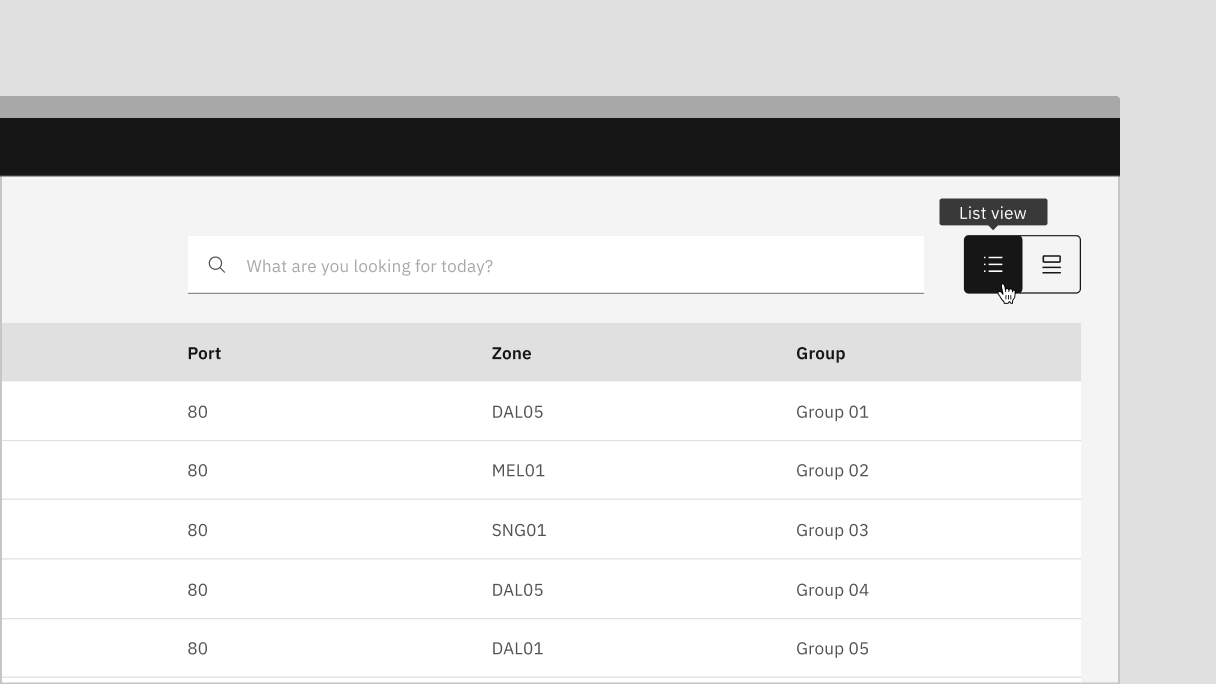 List view
What are you looking for today?
Port Zone Group
80 DAL05 Group 01
80 MEL01 Group 02
80 SNG01 Group 03
80 DAL05 Group 04
80 DAL01 Group 05